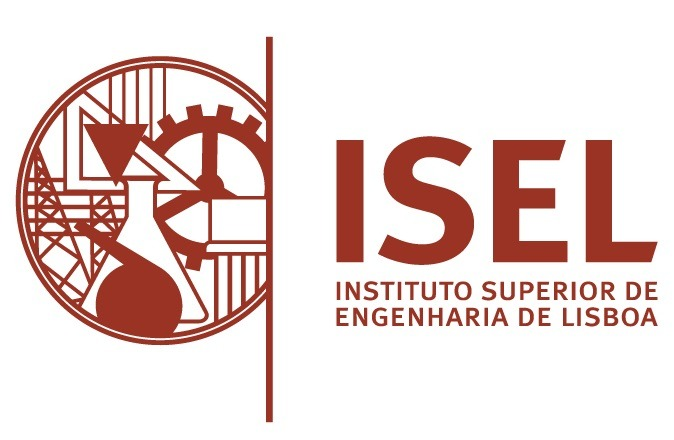 ISEL
INSTITUTO SUPERIOR DE
ENGENHARIA DE LISBOA